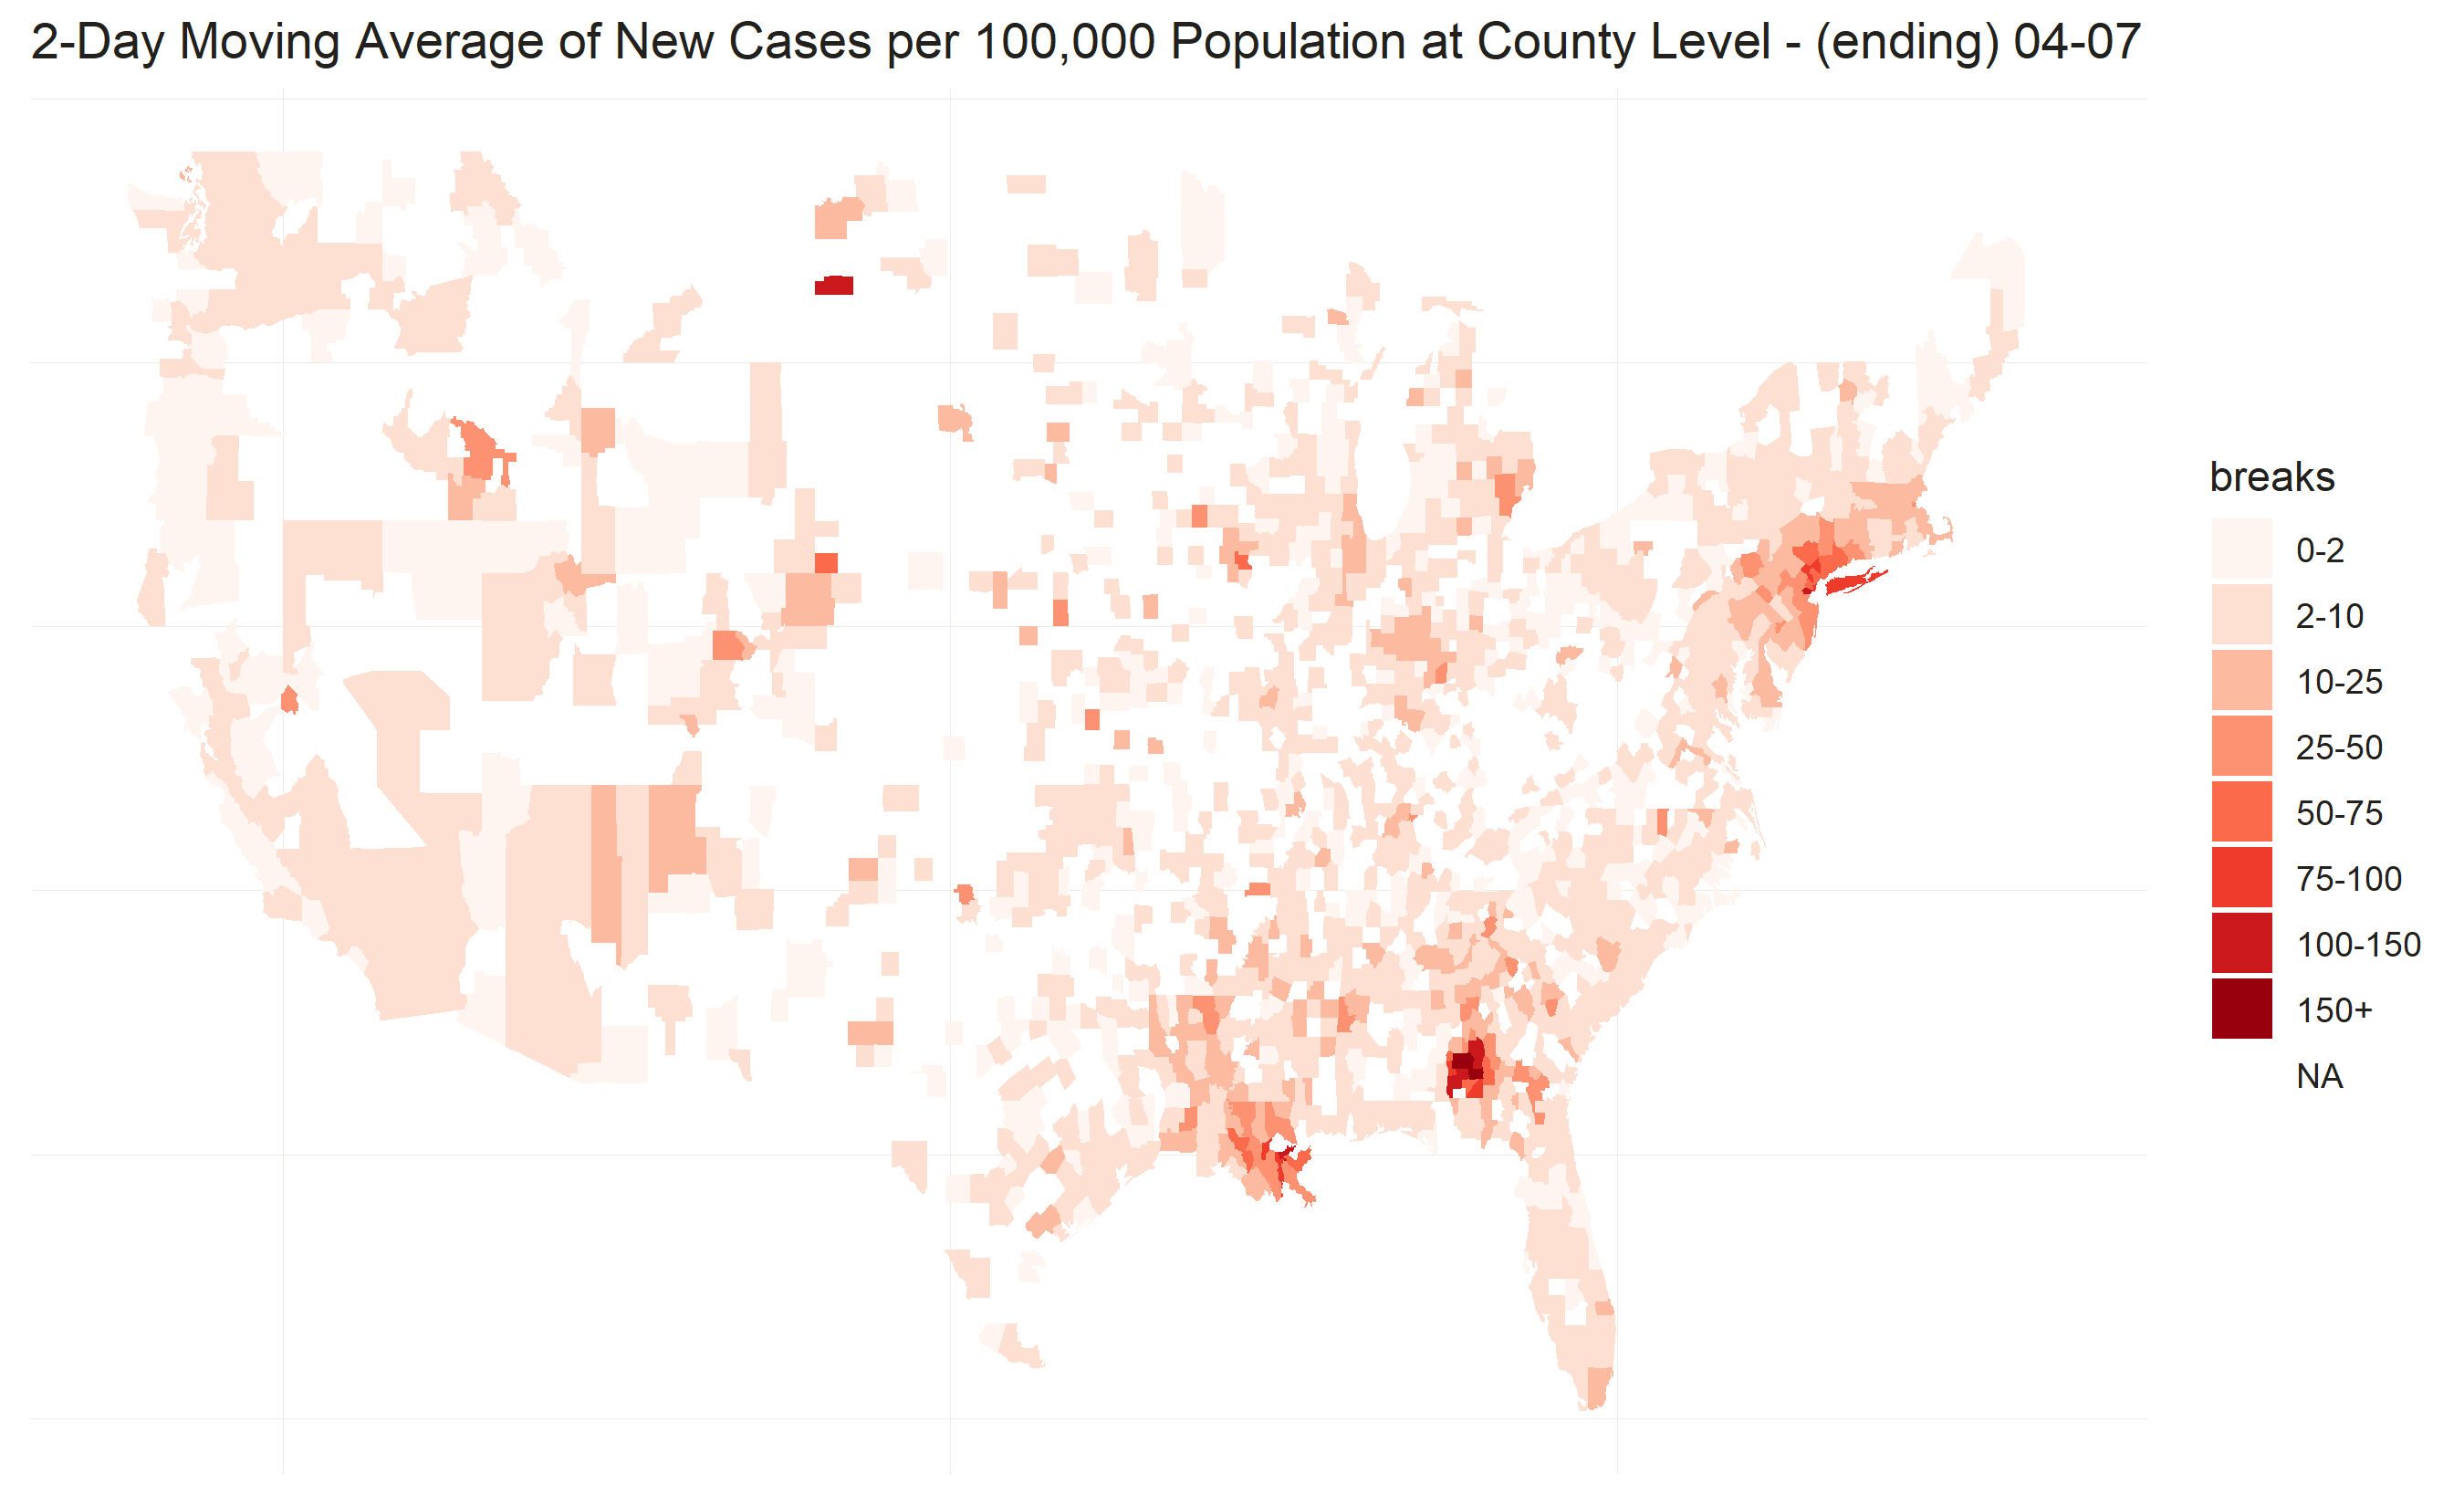 2-Day Moving Average of New Cases per 100,000 Population at County Level - (ending) 04-07
breaks
0-2
2-10
10-25
25-50
50-75
75-100
100-150
150+
NA